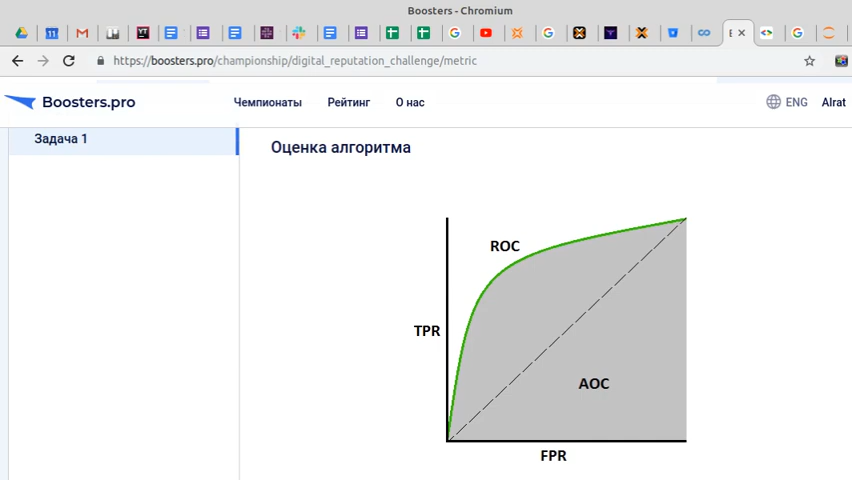 Boosters - Chromium
https://boosters.pro/championship/digital_reputation_challenge/metric
Boosters.pro
Чемпионаты
Рейтинг
О нас
ENG
Alrat
Задача 1
Оценка алгоритма
ROC
TPR
AOC
FPR